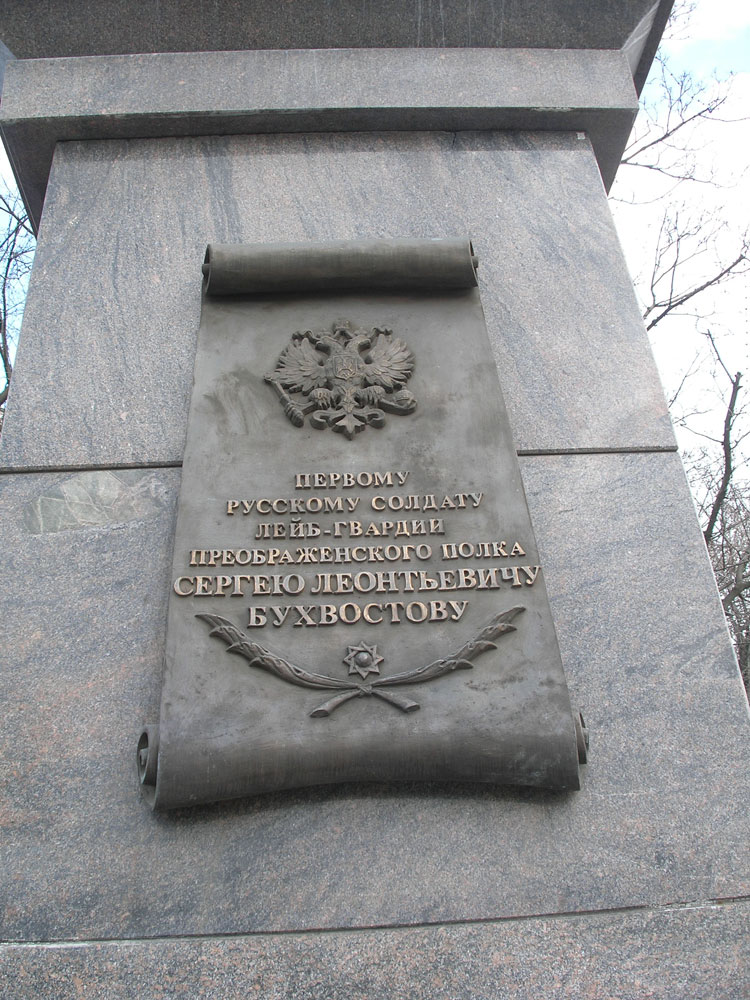 ПЕРВОМУ
РУССКОМУ СОЛДАТУ
ЛЕЙБ-ГВАРДИИ
ПРЕОБРАЖЕНСКОГО ПОЛКА
СЕРГЕЮ ЛЕОНТЬЕВИЧУ
БУХВОСТОВУ